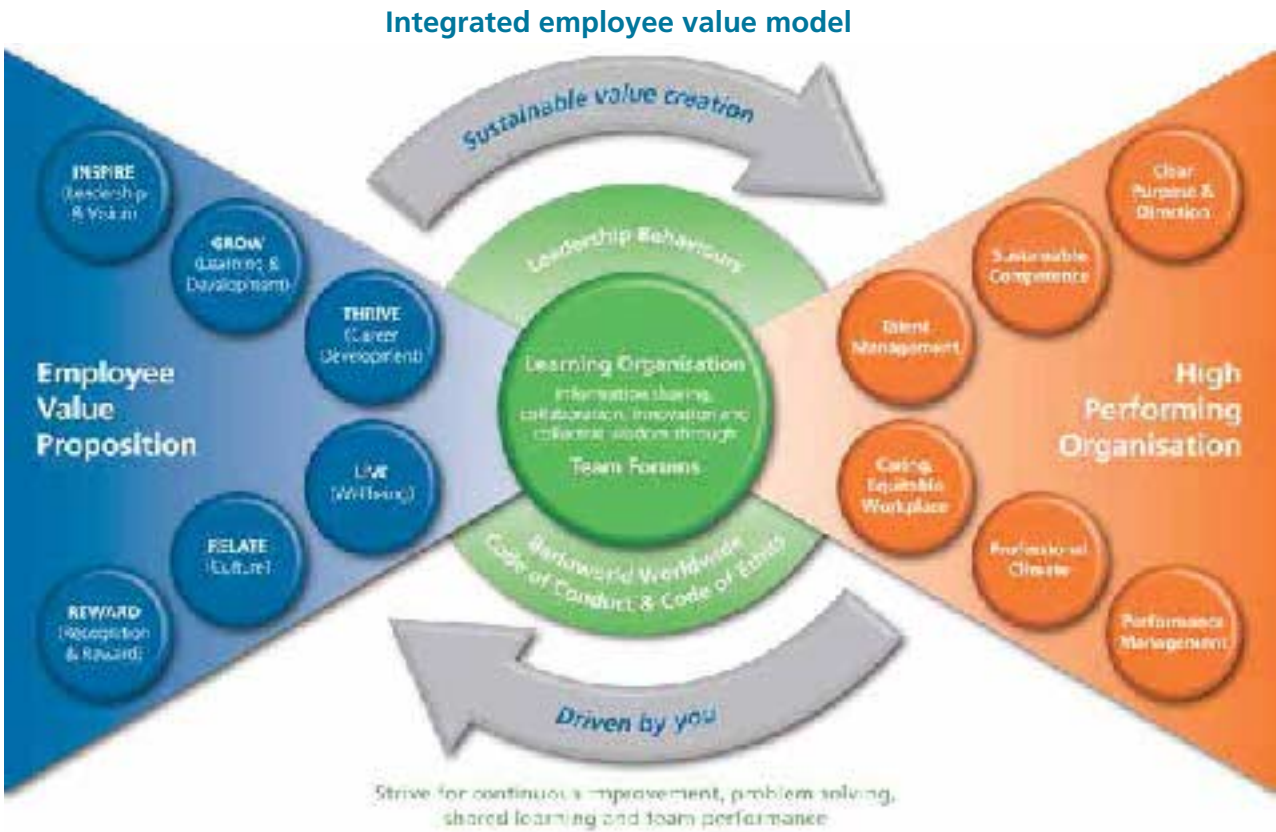 Integrated employee value model
Sustainable value creation
INSPIRE
(Leadership
& Vision)
GROW
(Learning &
Development)
THRIVE
(Career
Development)
Employee
Value
Proposition
LIVE
(Wellbeing)
RELATE
(Culture)
REWARD
(Recognition
& Reward)
Leadership Behaviours
Learning Organisation
Information sharing,
collaboration, innovation and
collective wisdom through
Team Forums
Barloworld Worldwide
Code of Conduct & Code of Ethics
Clear
Purpose &
Direction
Sustainable
Competence
Talent
Management
High
Performing
Organisation
Caring,
Equitable
Workplace
Professional
Climate
Performance
Management
Driven by you
Strive for continuous improvement, problem solving,
shared learning and team performance